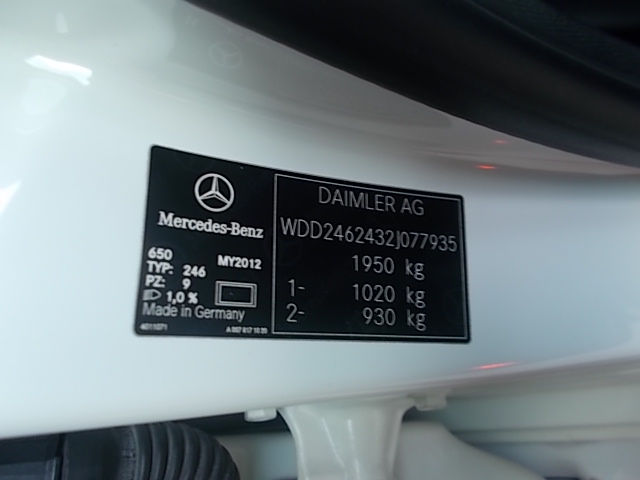 Mercedes-Benz
650 MY2012
TYP: 246
PZ: 9
1,0 %
Made in Germany
4011071
DAIMLER AG
WDD2462432J077935
1950 kg
1- 1020 kg
2- 930 kg